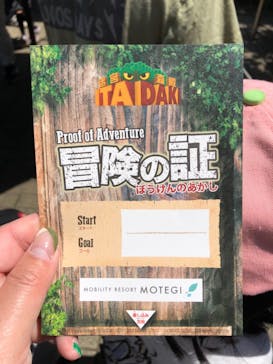 ITADAKI
Proof of Adventure
冒険の証
ぼうけんのあかし
Start
スタート
Goal
ゴール
MOBILITY RESORT MOTEGI